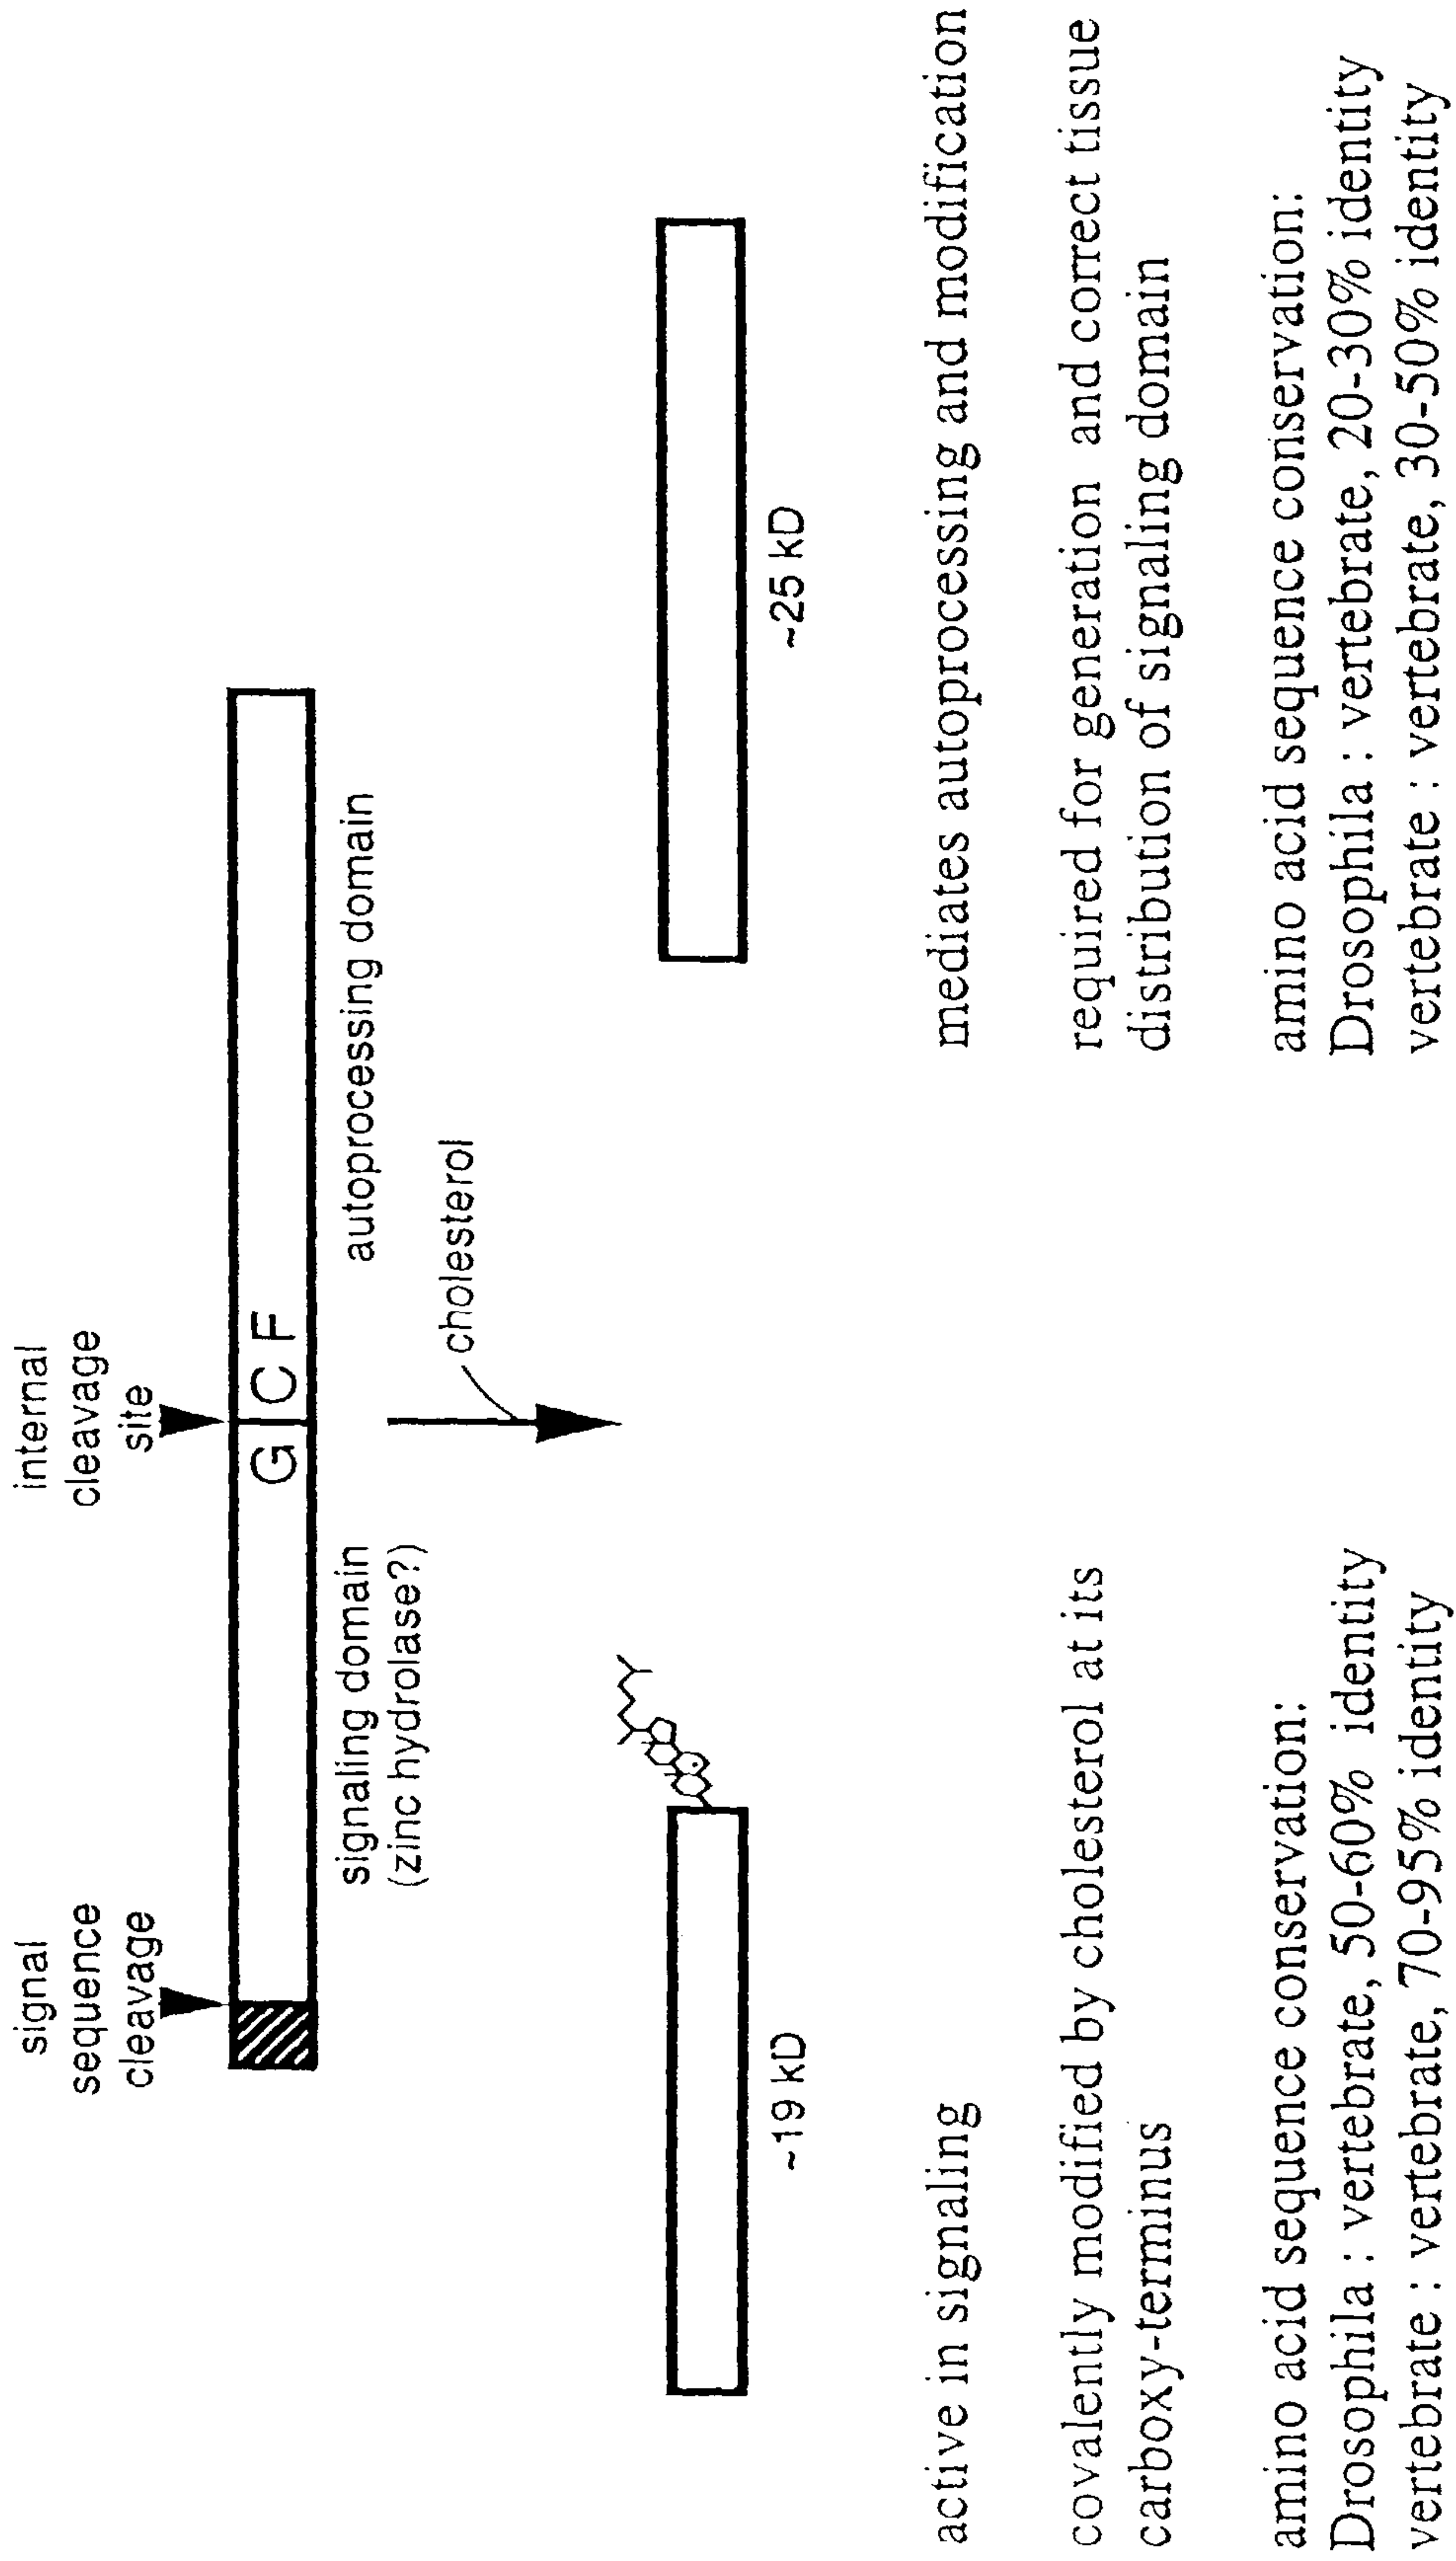 signal
sequence
cleavage
internal
cleavage
site
G C F
signaling domain
(zinc hydrolase?)
autoprocessing domain
cholesterol
~19 kD
~25 kD
active in signaling
covalently modified by cholesterol at its
carboxy-terminus
amino acid sequence conservation:
Drosophila : vertebrate, 50-60% identity
vertebrate : vertebrate, 70-95% identity
mediates autoprocessing and modification
required for generation and correct tissue
distribution of signaling domain
amino acid sequence conservation:
Drosophila : vertebrate, 20-30% identity
vertebrate : vertebrate, 30-50% identity